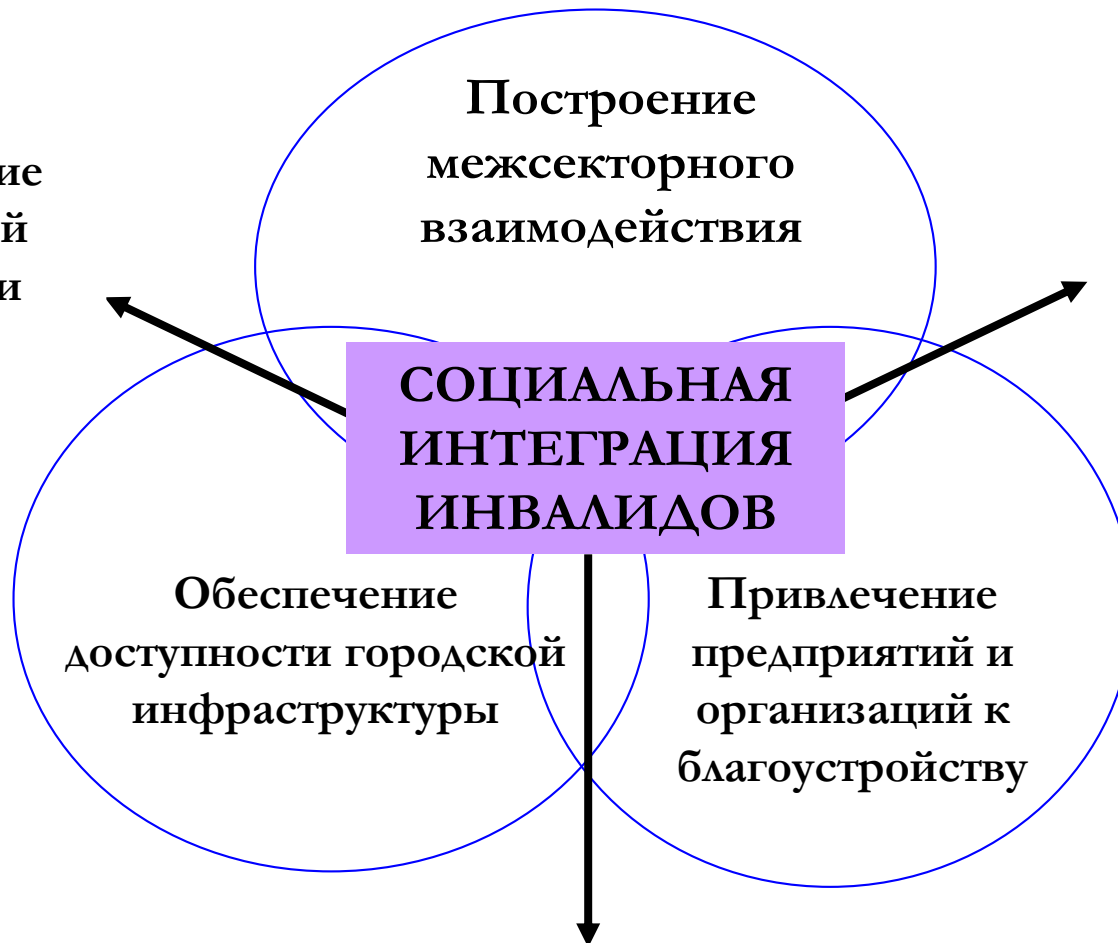 Построение
межсекторного
взаимодействия
СОЦИАЛЬНАЯ
ИНТЕГРАЦИЯ
ИНВАЛИДОВ
Обеспечение
доступности городской
инфраструктуры
Привлечение
предприятий и
организаций к
благоустройству